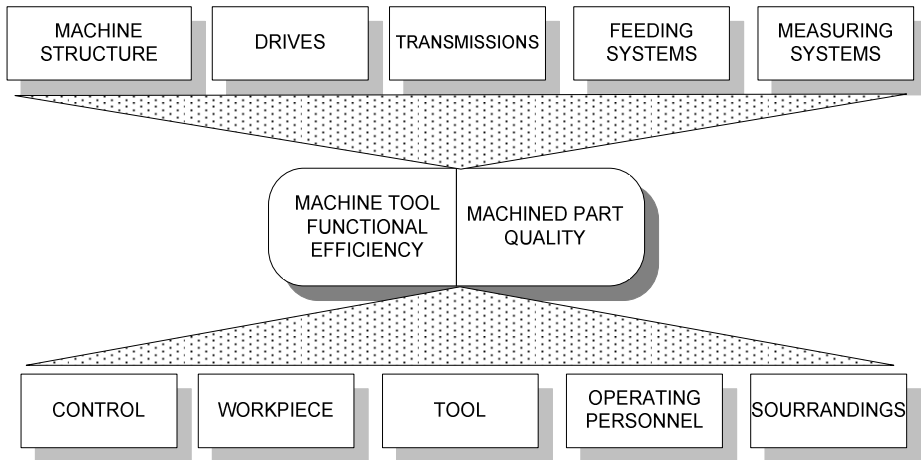 MACHINE
STRUCTURE
DRIVES
TRANSMISSIONS
FEEDING
SYSTEMS
MEASURING
SYSTEMS
MACHINE TOOL
FUNCTIONAL
EFFICIENCY
MACHINED PART
QUALITY
CONTROL
WORKPIECE
TOOL
OPERATING
PERSONNEL
SOURRANDINGS